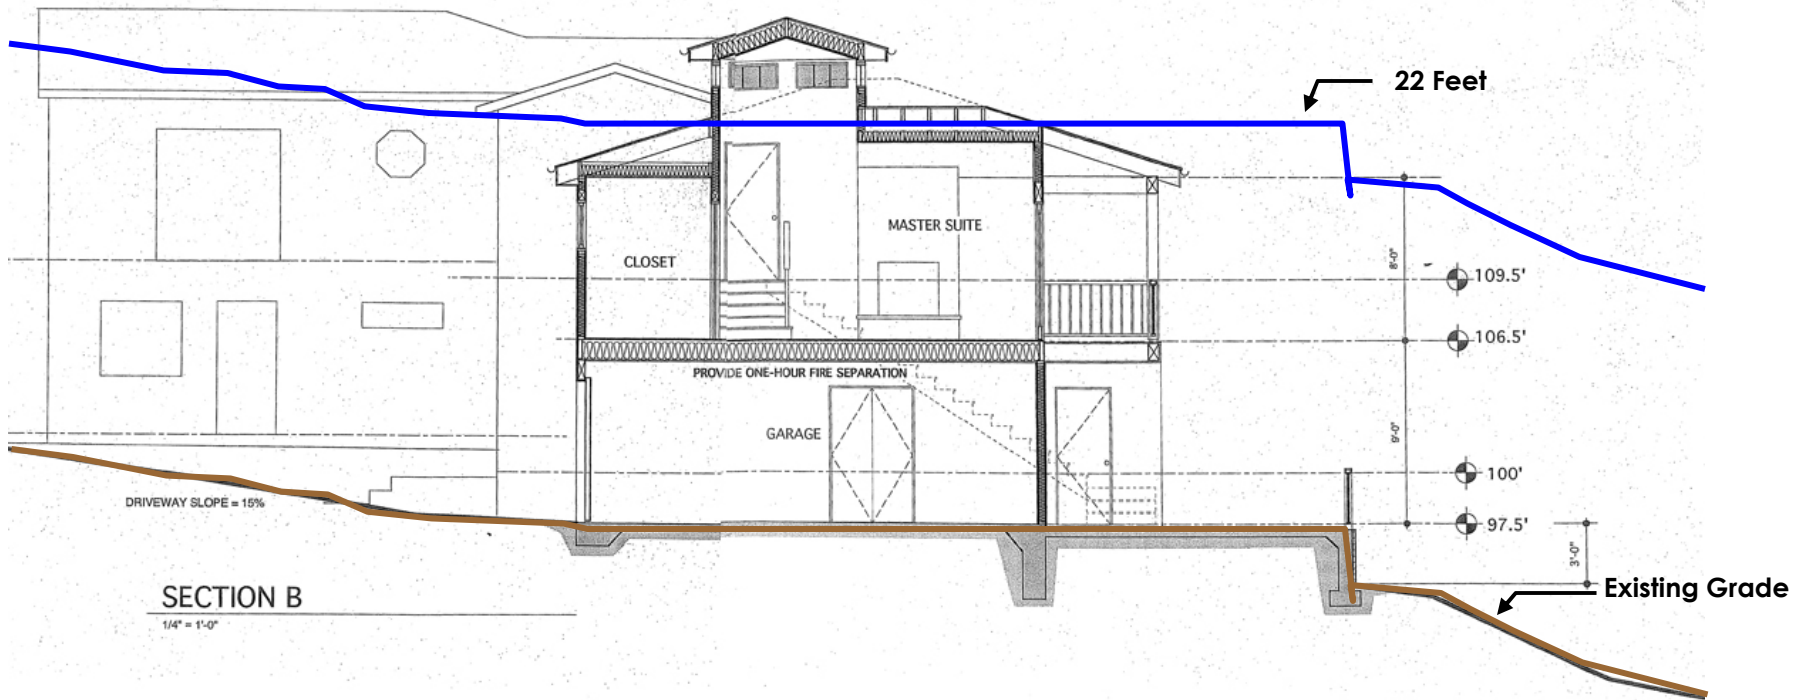 22 Feet
MASTER SUITE
CLOSET
8'-0"
109.5'
106.5'
PROVIDE ONE-HOUR FIRE SEPARATION
GARAGE
9'-0"
100'
DRIVEWAY SLOPE = 15%
97.5'
3'-0"
SECTION B
Existing Grade
1/4" = 1'-0"